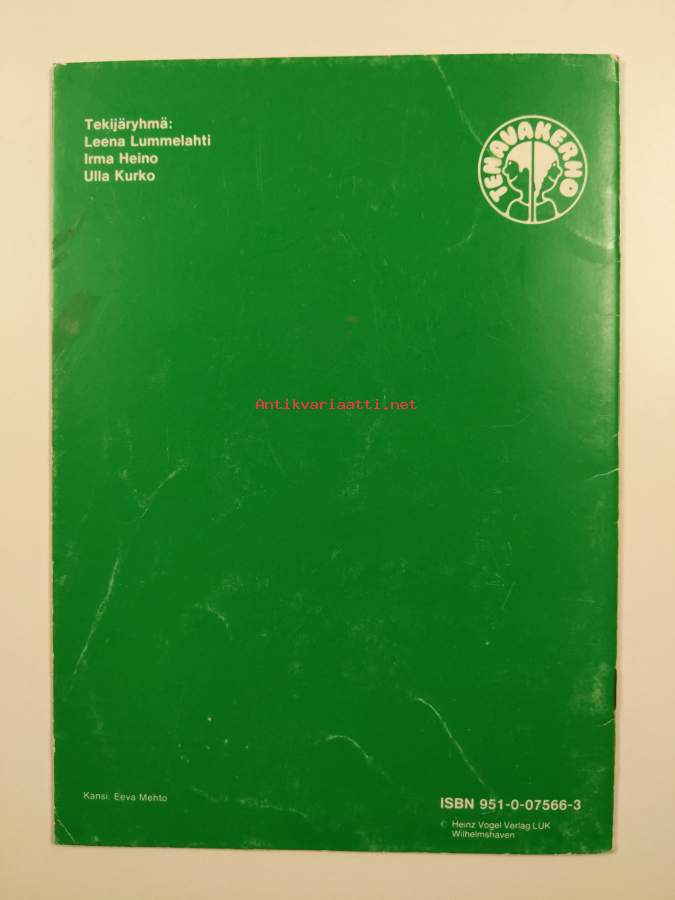 Tekijäryhmä:
Leena Lummelahti
Irma Heino
Ulla Kurko
TENAVAKERHO
Antikvariaatti.net
Kansi: Eeva Mehto
ISBN 951-0-07566-3
© Heinz Vogel Verlag LUK
Wilhelmshaven